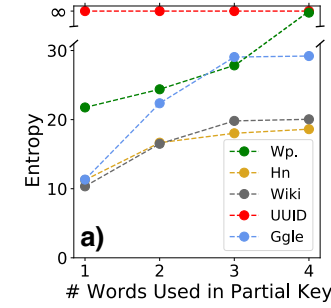 ∞
30
20
10
0
Entropy
a)
Wp.
Hn
Wiki
UUID
Ggle
1 2 3 4
# Words Used in Partial Key